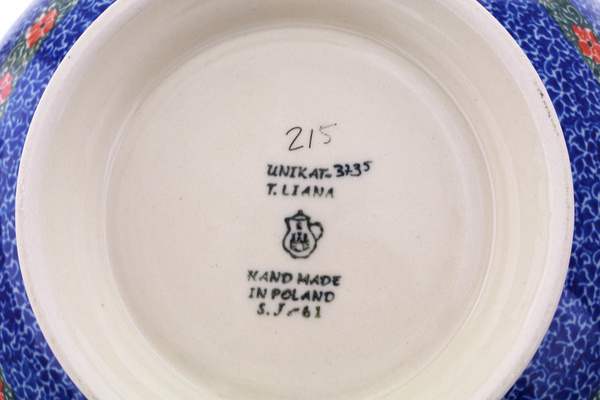 215
UNIKAT-3735
T. LIANA
HAND MADE
IN POLAND
S.J-61